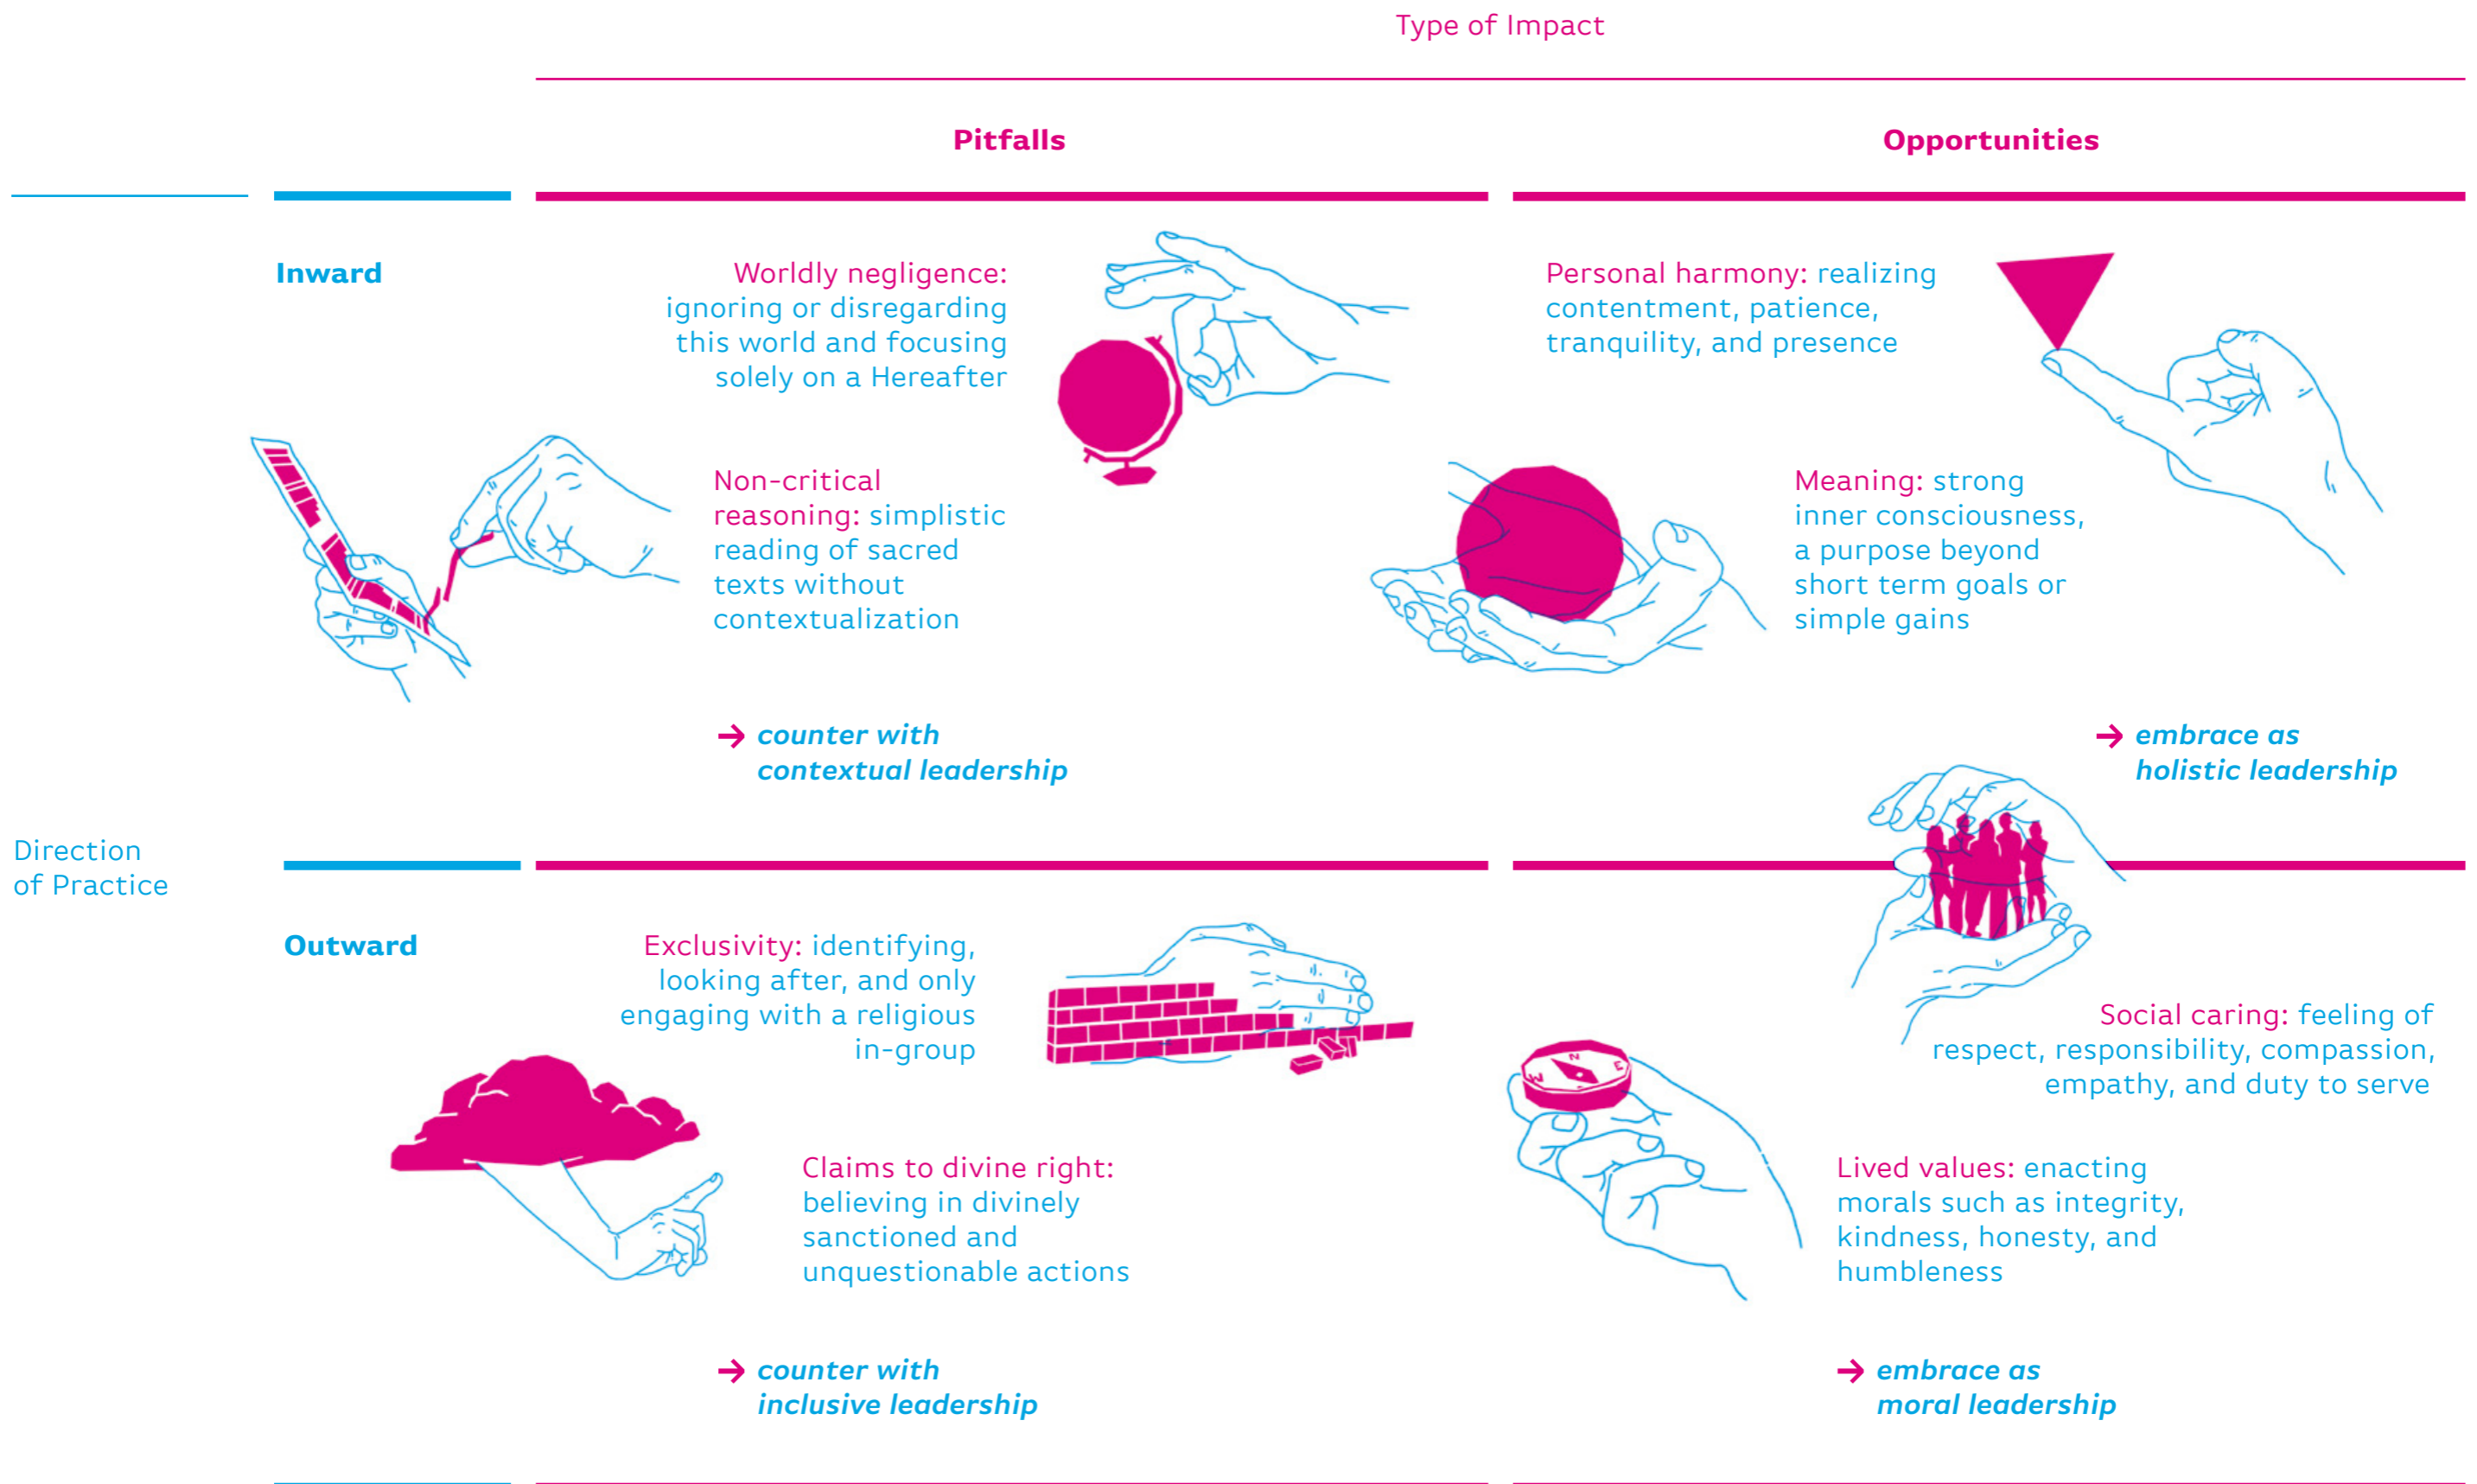 Type of Impact
Pitfalls
Opportunities
Inward
Worldly negligence:
ignoring or disregarding
this world and focusing
solely on a Hereafter
Non-critical
reasoning: simplistic
reading of sacred
texts without
contextualization
→ counter with
contextual leadership
Personal harmony: realizing
contentment, patience,
tranquility, and presence
Meaning: strong
inner consciousness,
a purpose beyond
short term goals or
simple gains
→ embrace as
holistic leadership
Direction
of Practice
Outward
Exclusivity: identifying,
looking after, and only
engaging with a religious
in-group
Claims to divine right:
believing in divinely
sanctioned and
unquestionable actions
→ counter with
inclusive leadership
Social caring: feeling of
respect, responsibility, compassion,
empathy, and duty to serve
N
E
W
Lived values: enacting
morals such as integrity,
kindness, honesty, and
humbleness
→ embrace as
moral leadership